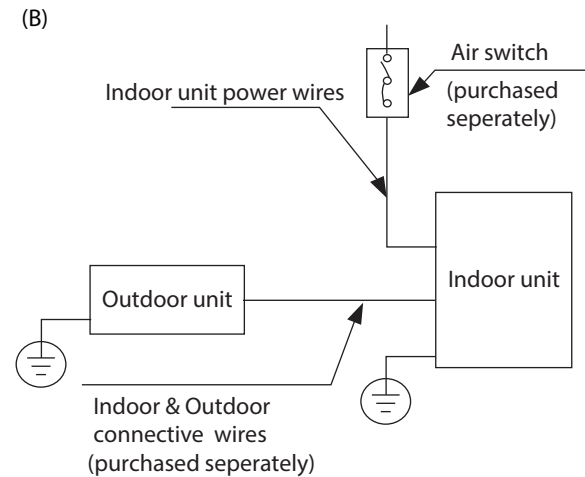 (B)
Air switch
(purchased
seperately)
Indoor unit power wires
Outdoor unit
Indoor unit
Indoor & Outdoor
connective wires
(purchased seperately)